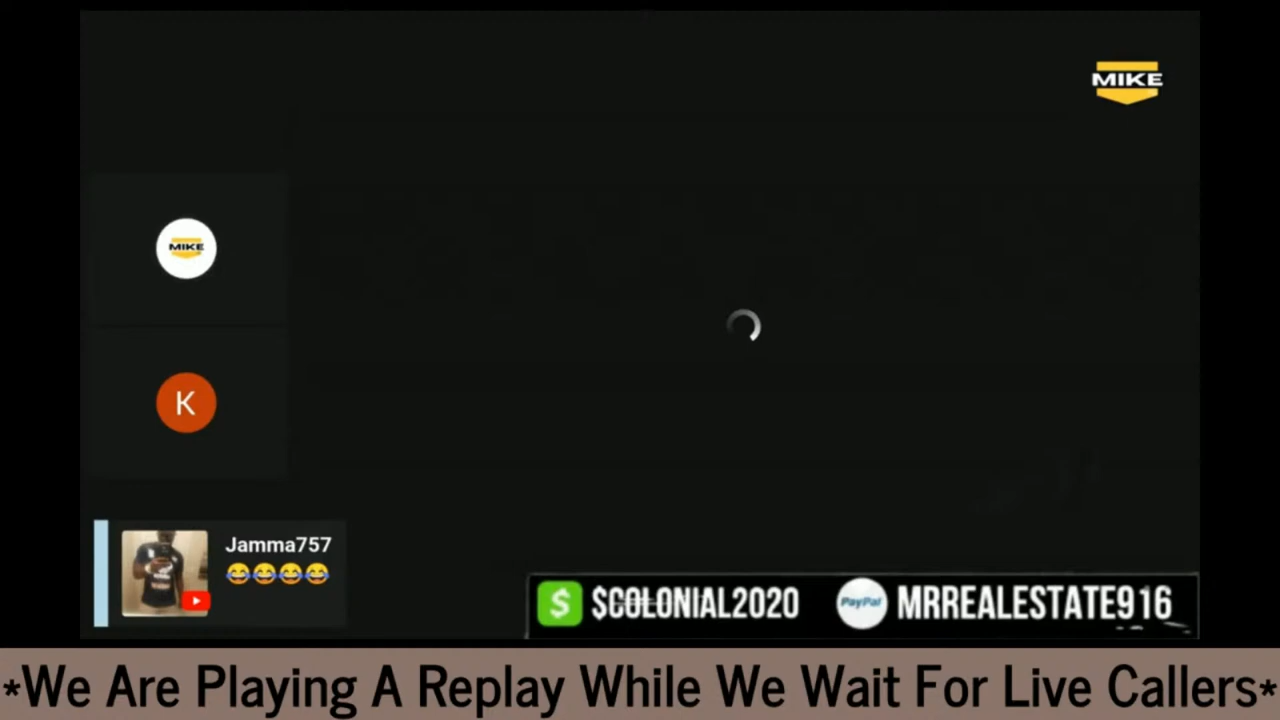 MIKE
MIKE
K
Jamma757
😂😂😂😂
$ $COLONIAL2020 PayPal MRREALESTATE916
*We Are Playing A Replay While We Wait For Live Callers*